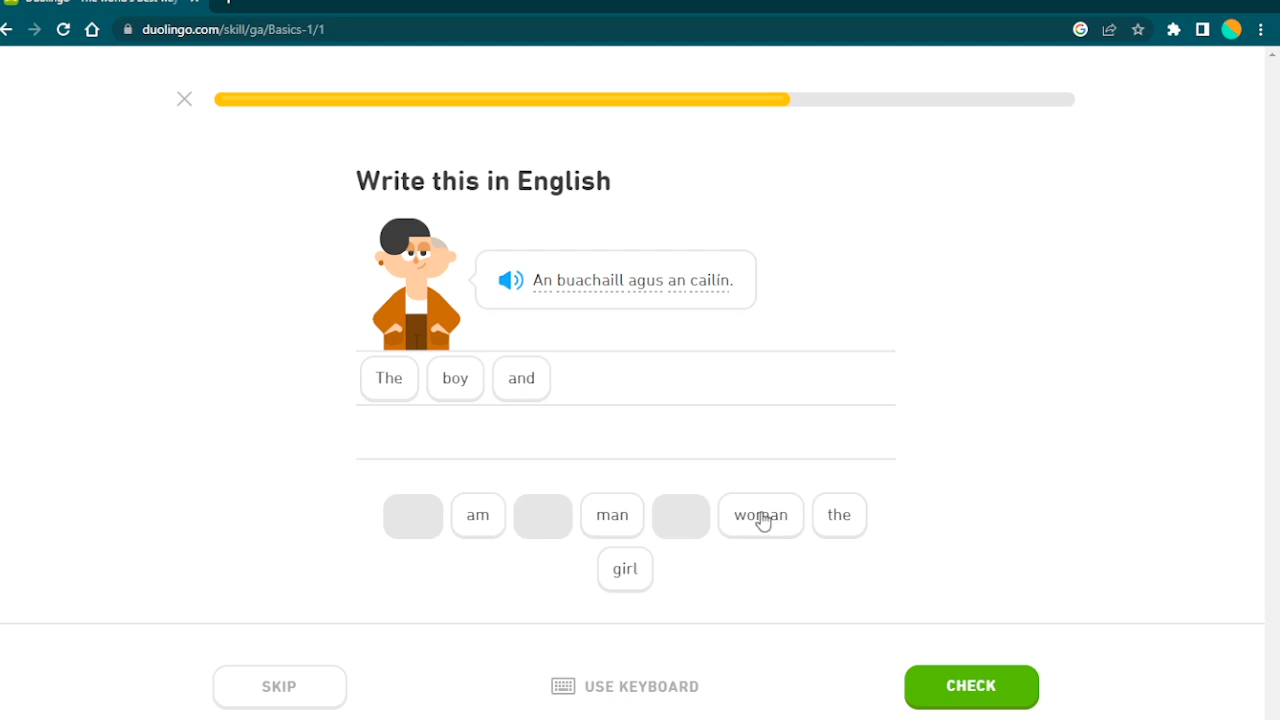 duolingo.com/skill/ga/Basics-1/1
Write this in English
An buachaill agus an cailín.
The boy and
am man woman the
girl
SKIP USE KEYBOARD CHECK